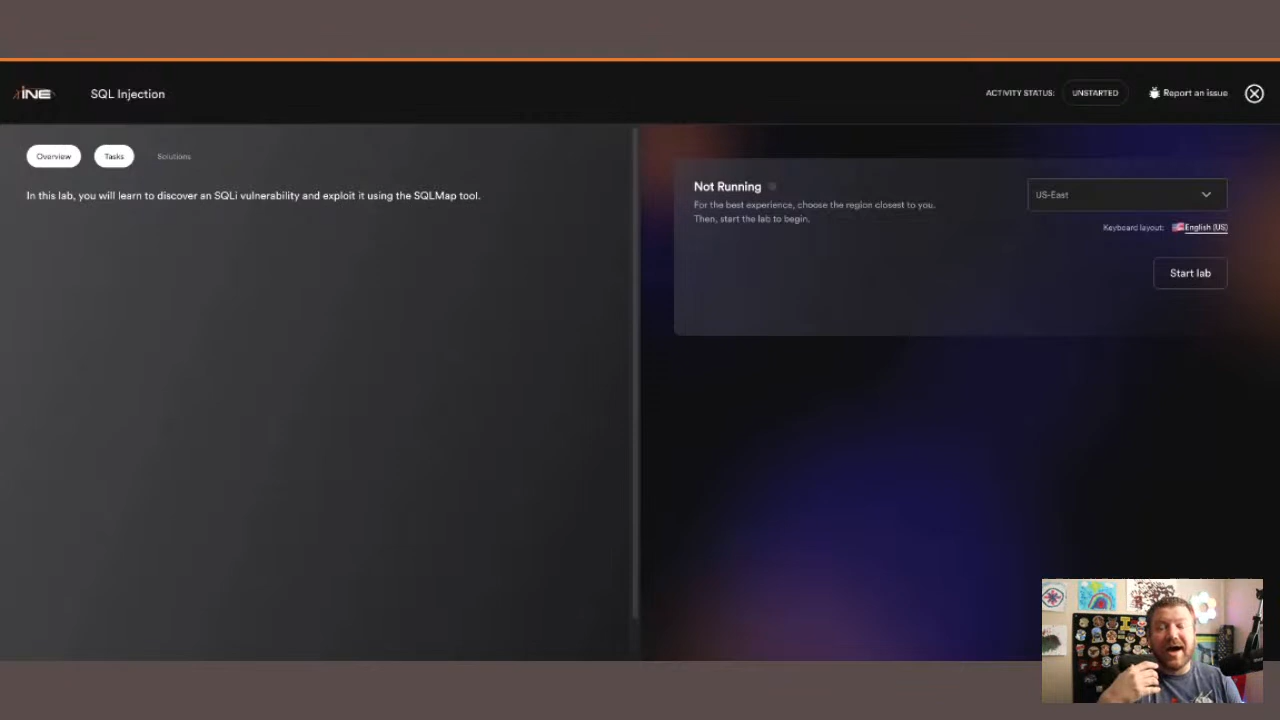 INE
SQL Injection
ACTIVITY STATUS:
UNSTARTED
Report an issue
Overview
Tasks
Solutions
In this lab, you will learn to discover an SQLi vulnerability and exploit it using the SQLMap tool.
Not Running
For the best experience, choose the region closest to you.
Then, start the lab to begin.
US-East
Keyboard layout:
English (US)
Start lab